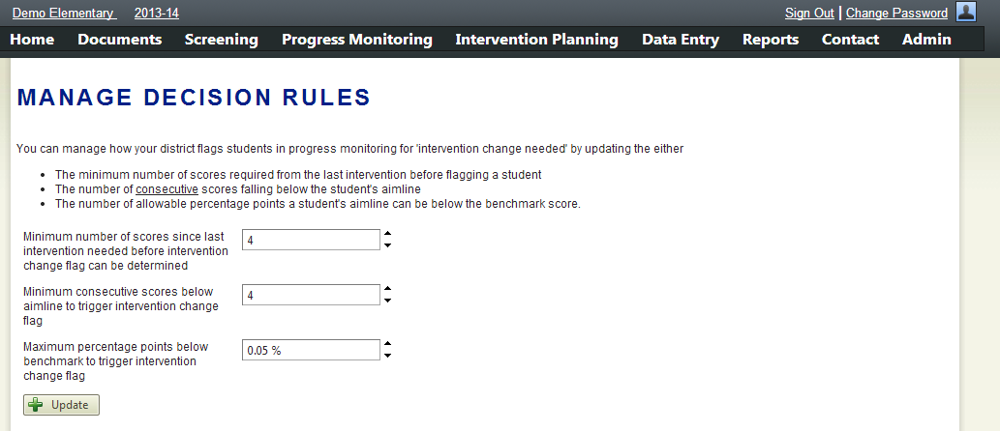 Demo Elementary 2013-14 Sign Out | Change Password
Home Documents Screening Progress Monitoring Intervention Planning Data Entry Reports Contact Admin
MANAGE DECISION RULES
You can manage how your district flags students in progress monitoring for 'intervention change needed' by updating the either
• The minimum number of scores required from the last intervention before flagging a student
• The number of consecutive scores falling below the student's aimline
• The number of allowable percentage points a student's aimline can be below the benchmark score.
Minimum number of scores since last
intervention needed before intervention
change flag can be determined
4
Minimum consecutive scores below
aimline to trigger intervention change
flag
4
Maximum percentage points below
benchmark to trigger intervention
change flag
0.05 %
Update